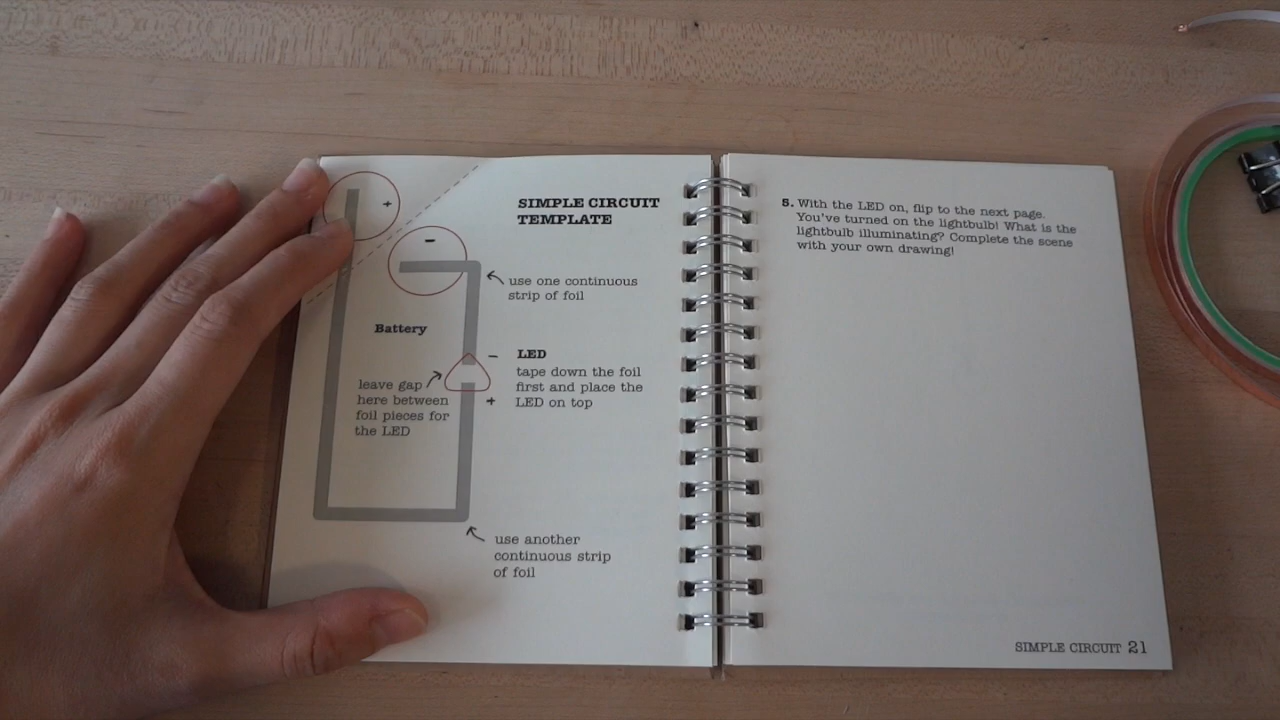 SIMPLE CIRCUIT
TEMPLATE
+
-
use one continuous
strip of foil
Battery
-
LED
tape down the foil
first and place the
LED on top
+
leave gap
here between
foil pieces for
the LED
use another
continuous strip
of foil
5. With the LED on, flip to the next page.
You've turned on the lightbulb! What is the
lightbulb illuminating? Complete the scene
with your own drawing!
SIMPLE CIRCUIT 21